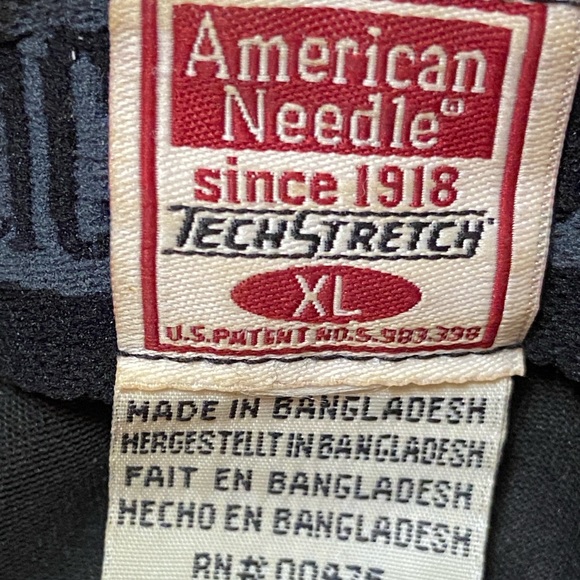 American
Needle®
since 1918
TECHSTRETCH
XL
U.S. PATENT NO. 5.983.398
MADE IN BANGLADESH
HERGESTELLT IN BANGLADESH
FAIT EN BANGLADESH
HECHO EN BANGLADESH
RN#